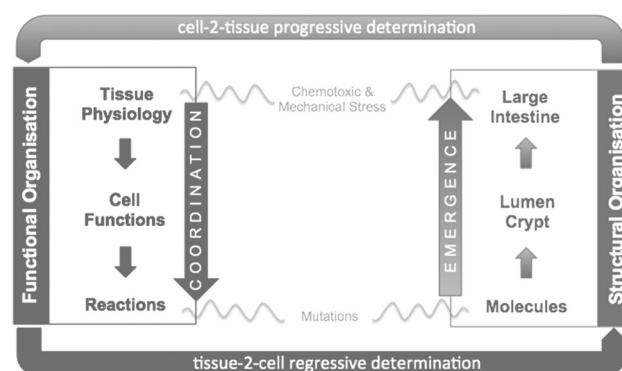 cell-2-tissue progressive determination
Functional Organisation
Tissue
Physiology
Cell
Functions
Reactions
COORDINATION
Chemotoxic &
Mechanical Stress
Mutations
EMERGENCE
Large
Intestine
Lumen
Crypt
Molecules
Structural Organisation
tissue-2-cell regressive determination